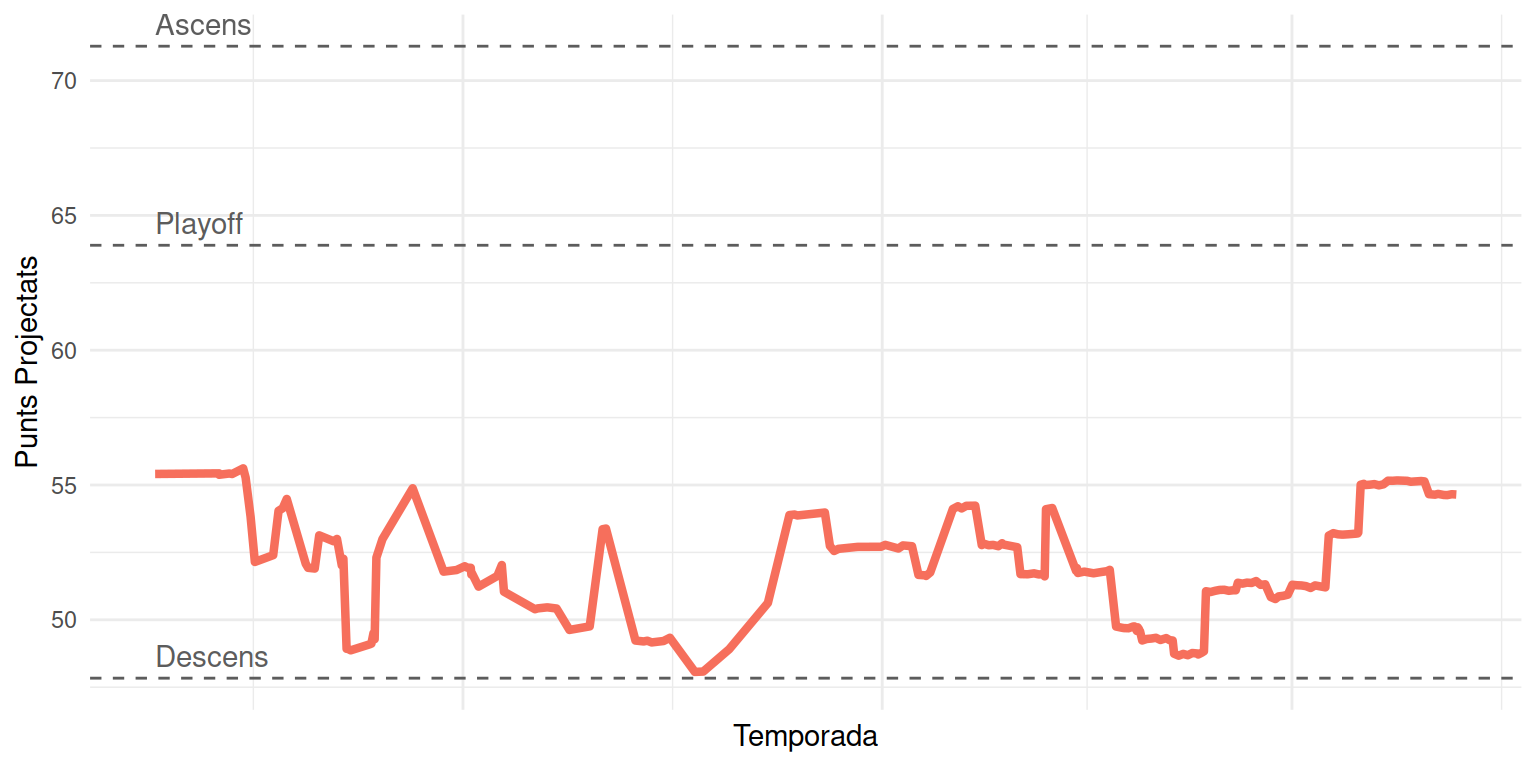 Ascens
70
Playoff
65
Punts Projectats
60
55
50
Descens
Temporada